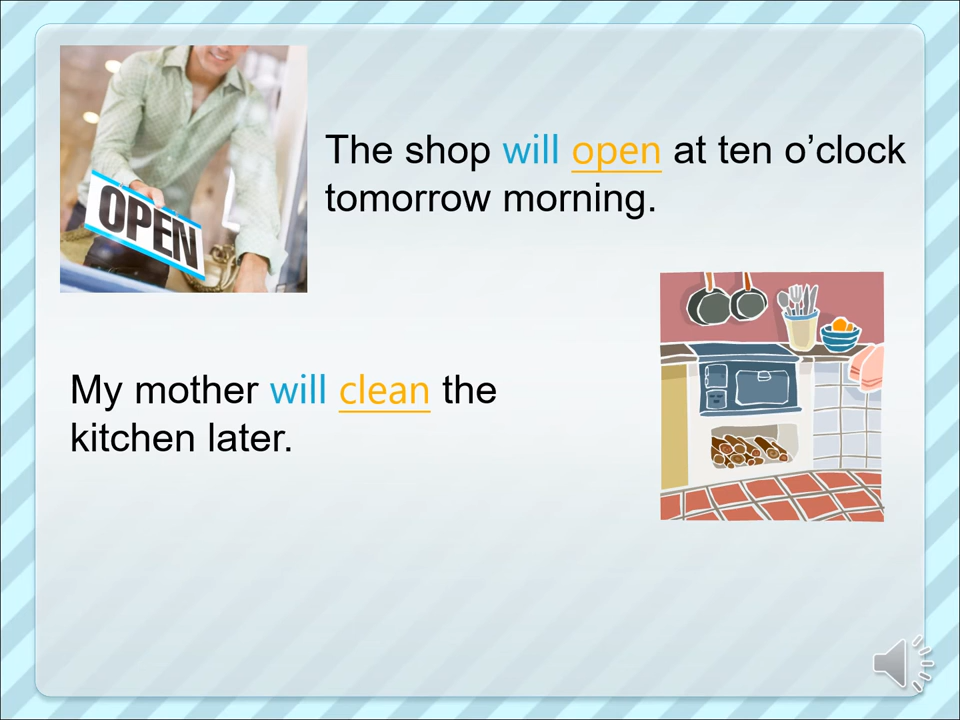 OPEN
The shop will open at ten o’clock
tomorrow morning.
My mother will clean the
kitchen later.